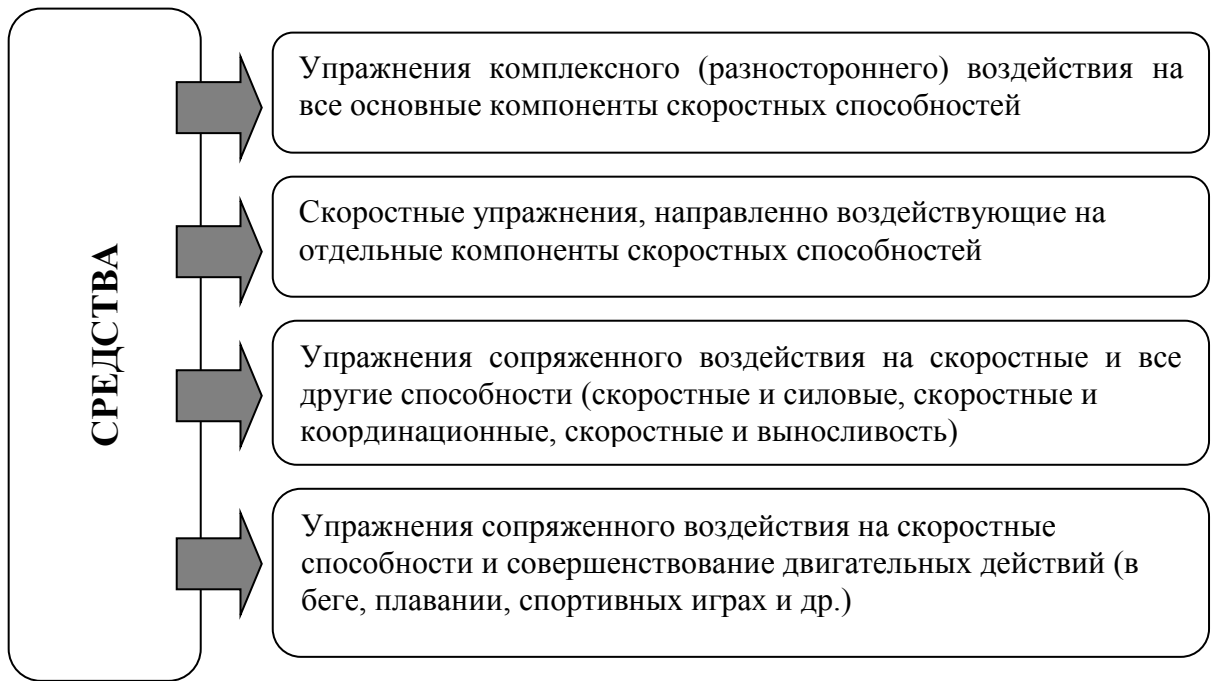 СРЕДСТВА
Упражнения комплексного (разностороннего) воздействия на
все основные компоненты скоростных способностей
Скоростные упражнения, направленно воздействующие на
отдельные компоненты скоростных способностей
Упражнения сопряженного воздействия на скоростные и все
другие способности (скоростные и силовые, скоростные и
координационные, скоростные и выносливость)
Упражнения сопряженного воздействия на скоростные
способности и совершенствование двигательных действий (в
беге, плавании, спортивных играх и др.)